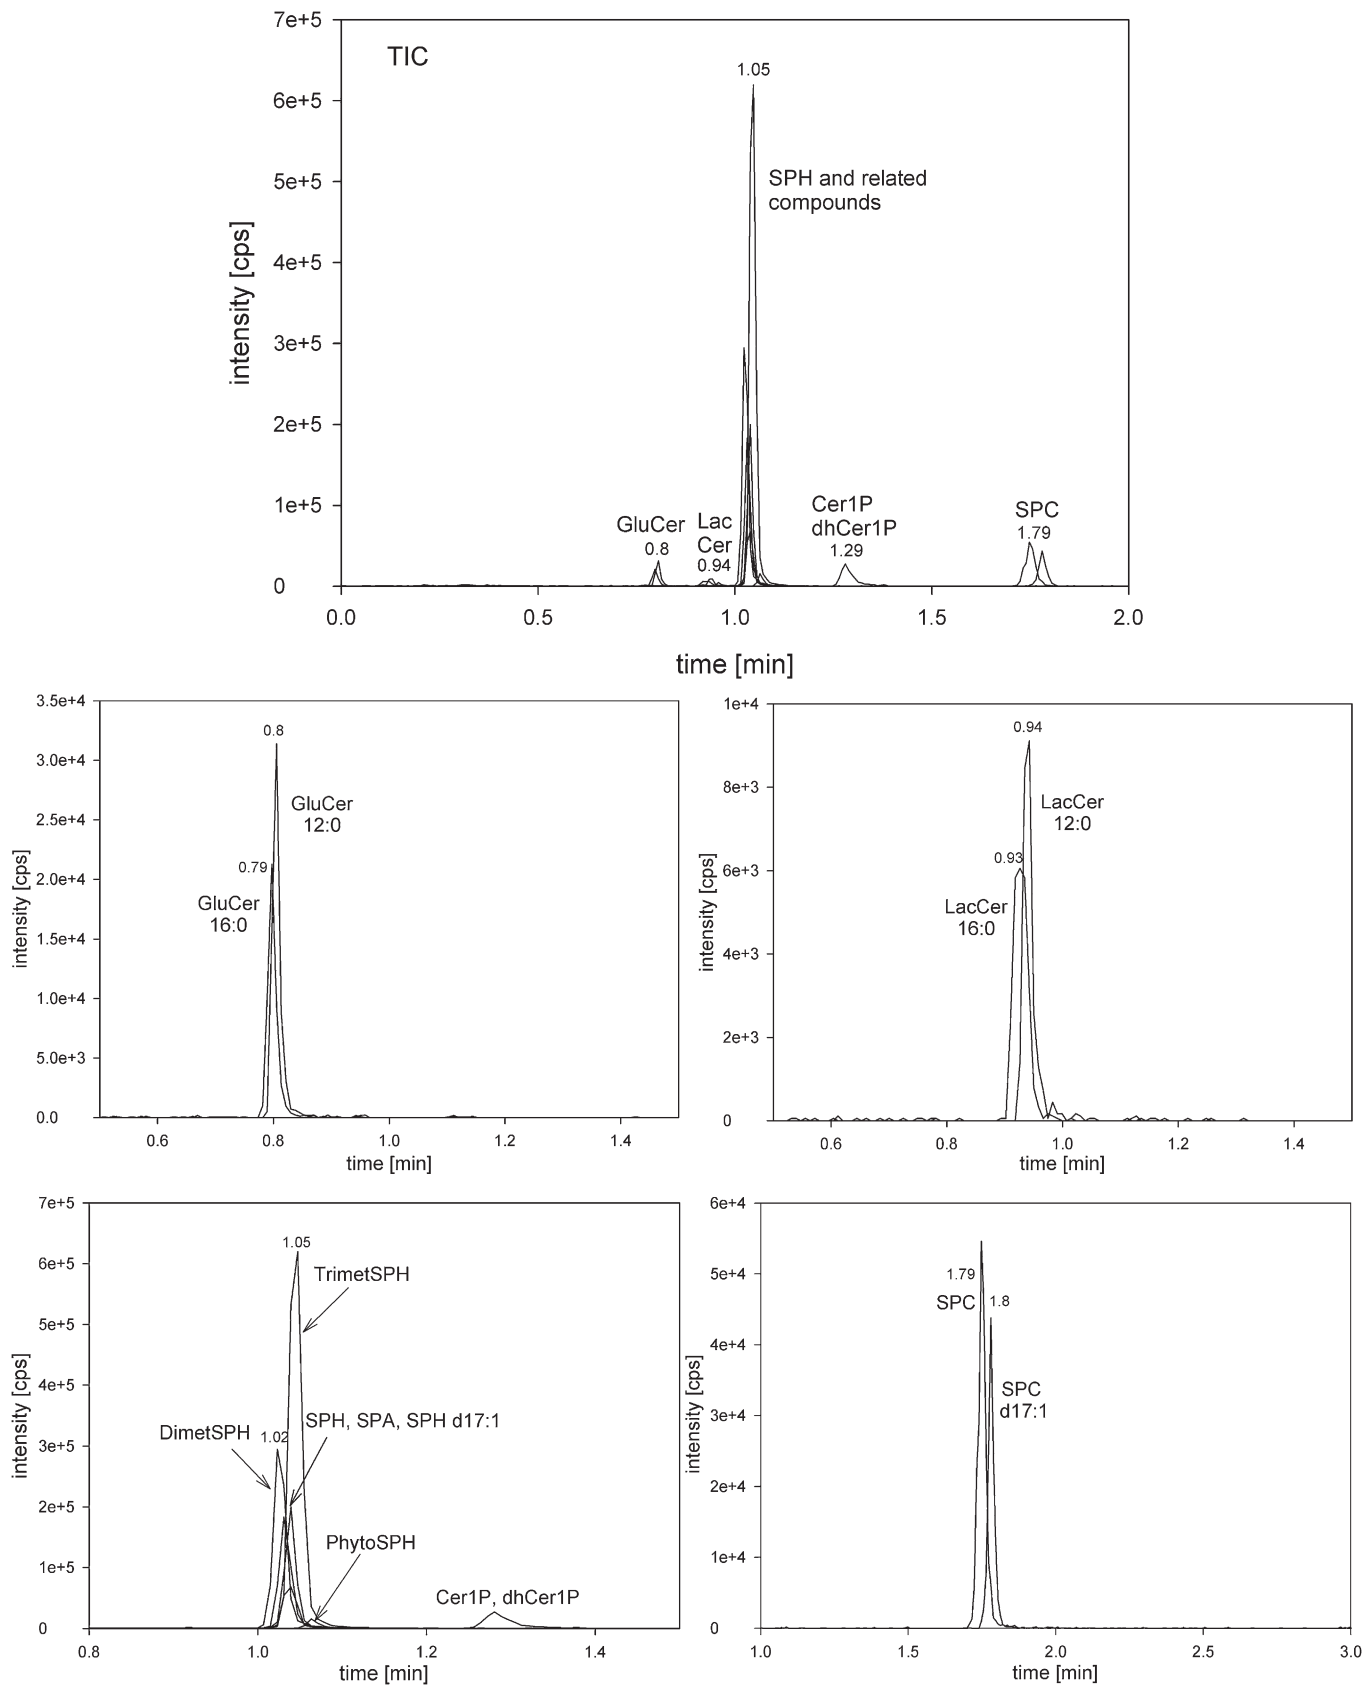 7e+5
TIC
1.05
6e+5
5e+5
SPH and related
compounds
4e+5
intensity [cps]
3e+5
2e+5
1e+5
GluCer
0.8
Lac
Cer
0.94
Cer1P
dhCer1P
1.29
SPC
1.79
0
0.0
0.5
1.0
1.5
2.0
time [min]
3.5e+4
0.8
3.0e+4
GluCer
12:0
2.5e+4
0.79
2.0e+4
GluCer
16:0
intensity [cps]
1.5e+4
1.0e+4
5.0e+3
0.0
0.6
0.8
1.0
1.2
1.4
time [min]
1e+4
0.94
8e+3
LacCer
12:0
0.93
6e+3
LacCer
16:0
intensity [cps]
4e+3
2e+3
0
0.6
0.8
1.0
1.2
1.4
time [min]
7e+5
1.05
6e+5
TrimetSPH
5e+5
4e+5
intensity [cps]
SPH, SPA, SPH d17:1
DimetSPH
1.02
3e+5
2e+5
PhytoSPH
1e+5
Cer1P, dhCer1P
0
0.8
1.0
1.2
1.4
time [min]
6e+4
5e+4
1.79
SPC
1.8
4e+4
intensity [cps]
SPC
d17:1
3e+4
2e+4
1e+4
0
1.0
1.5
2.0
2.5
3.0
time [min]